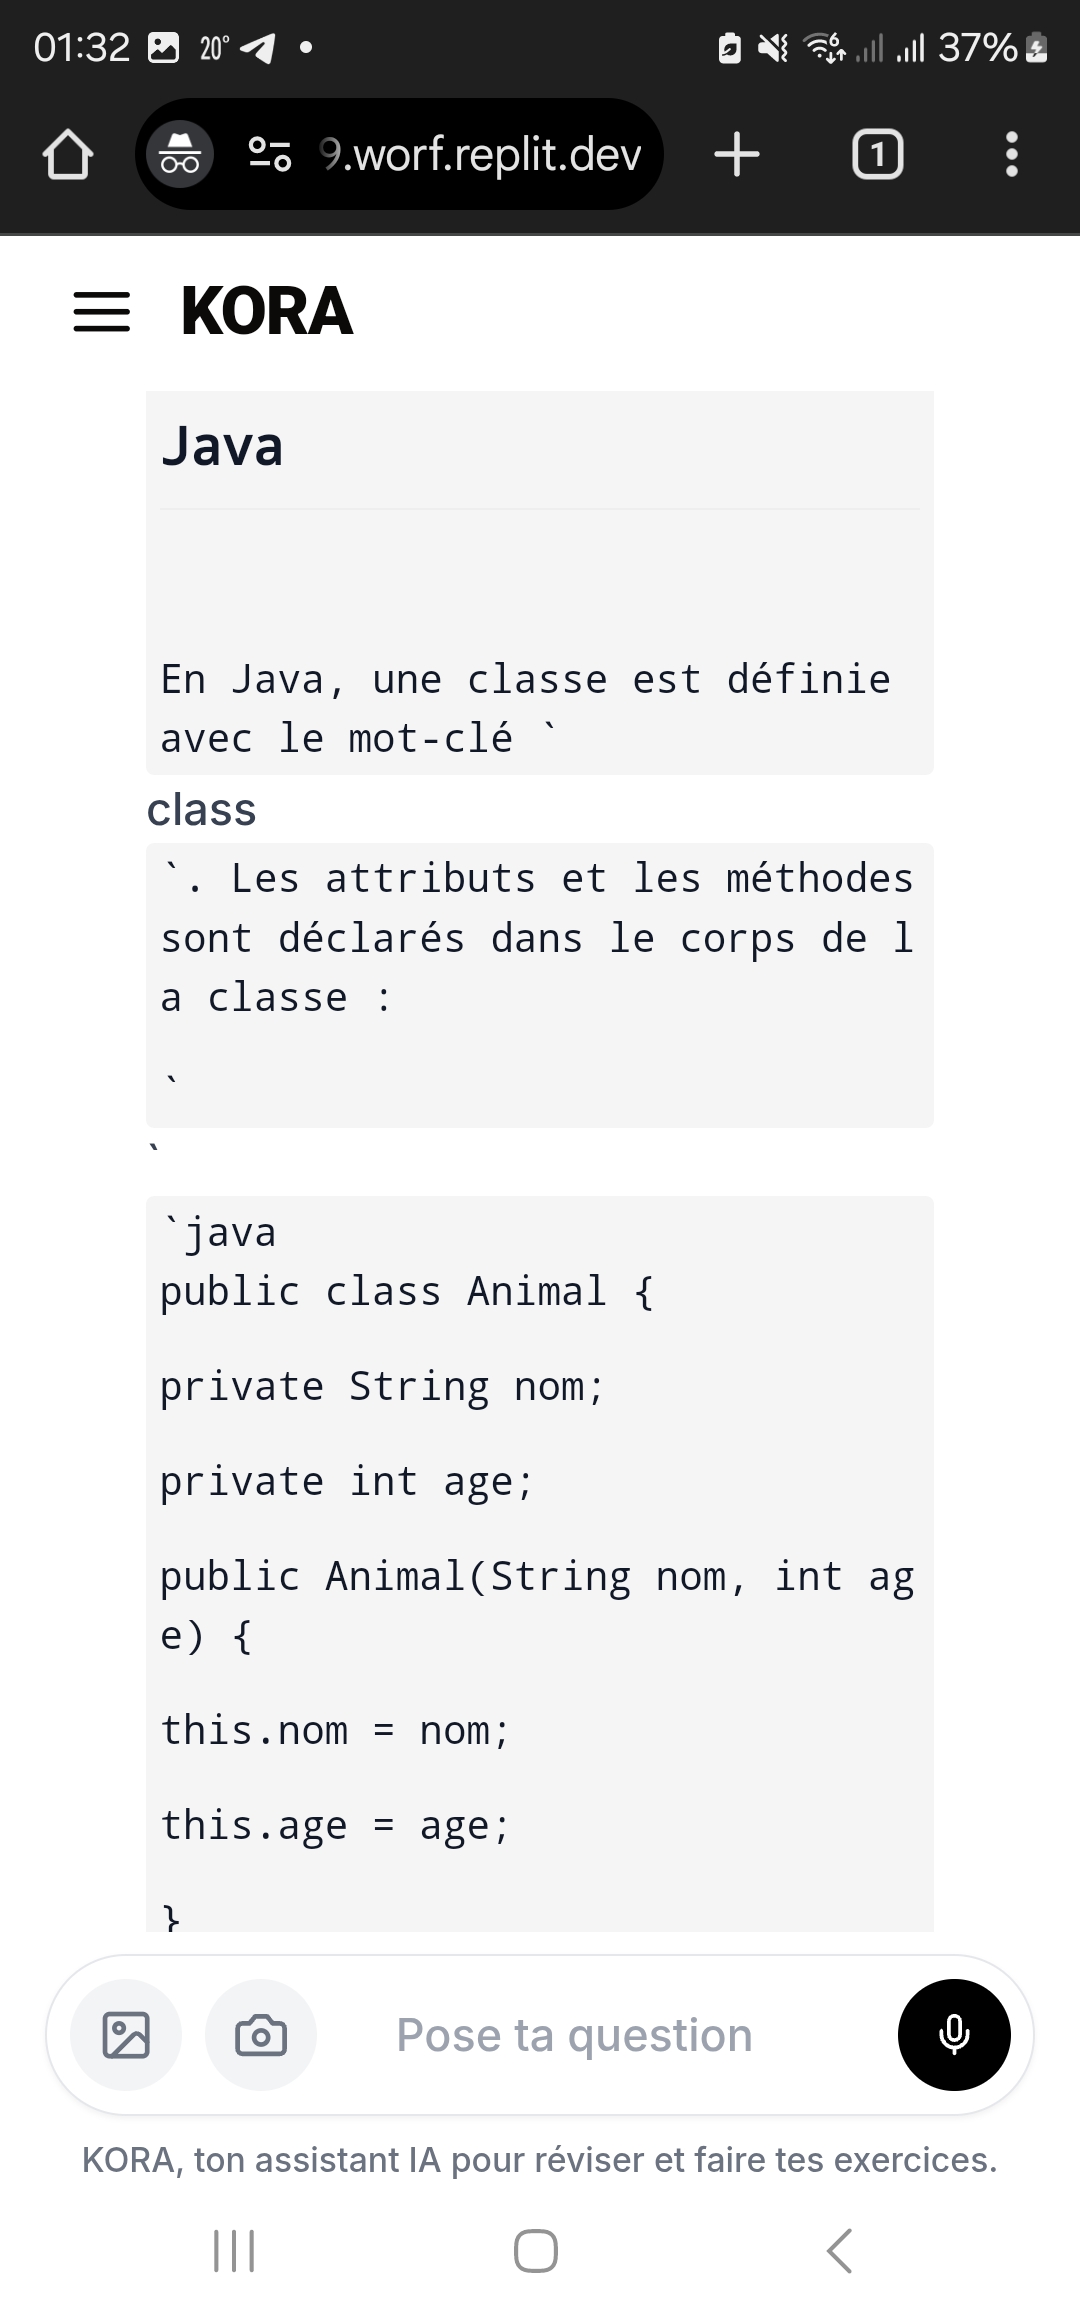 01:32 20° 37%
9.worf.replit.dev 1
KORA
Java
En Java, une classe est définie
avec le mot-clé `
class
`. Les attributs et les méthodes
sont déclarés dans le corps de l
a classe :
`
`
`java
public class Animal {
private String nom;
private int age;
public Animal(String nom, int ag
e) {
this.nom = nom;
this.age = age;
}
Pose ta question
KORA, ton assistant IA pour réviser et faire tes exercices.